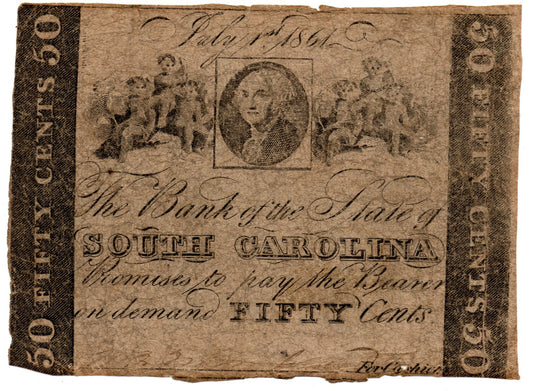 50 FIFTY CENTS 50
July 1st 1861
The Bank of the State of
SOUTH CAROLINA
Promises to pay the Bearer
on demand FIFTY Cents
For Cashier
50 FIFTY CENTS 50